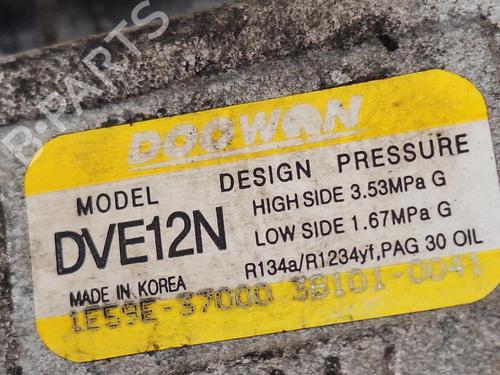 B-PARTS
DOOWON
MODEL
DESIGN PRESSURE
DVE12N
HIGH SIDE 3.53MPa G
LOW SIDE 1.67MPa G
MADE IN KOREA
R134a/R1234yf,PAG 30 OIL
1E59E-37000 38101-0041